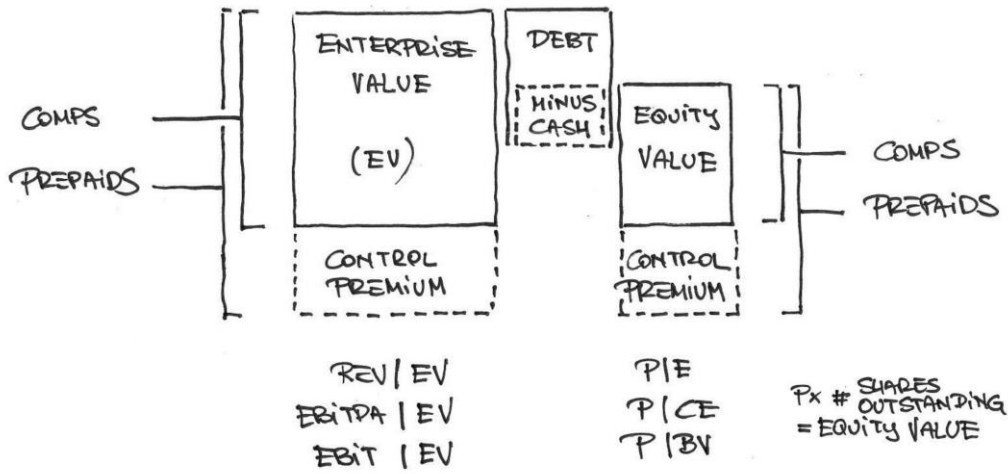 ENTERPRISE
VALUE
(EV)
DEBT
MINUS
CASH
EQUITY
VALUE
COMPS
PREPAIDS
COMPS
PREPAIDS
CONTROL
PREMIUM
CONTROL
PREMIUM
REV | EV
EBITDA | EV
EBIT | EV
P|E
P|CE
P|BV
P x # SHARES
OUTSTANDING
= EQUITY VALUE